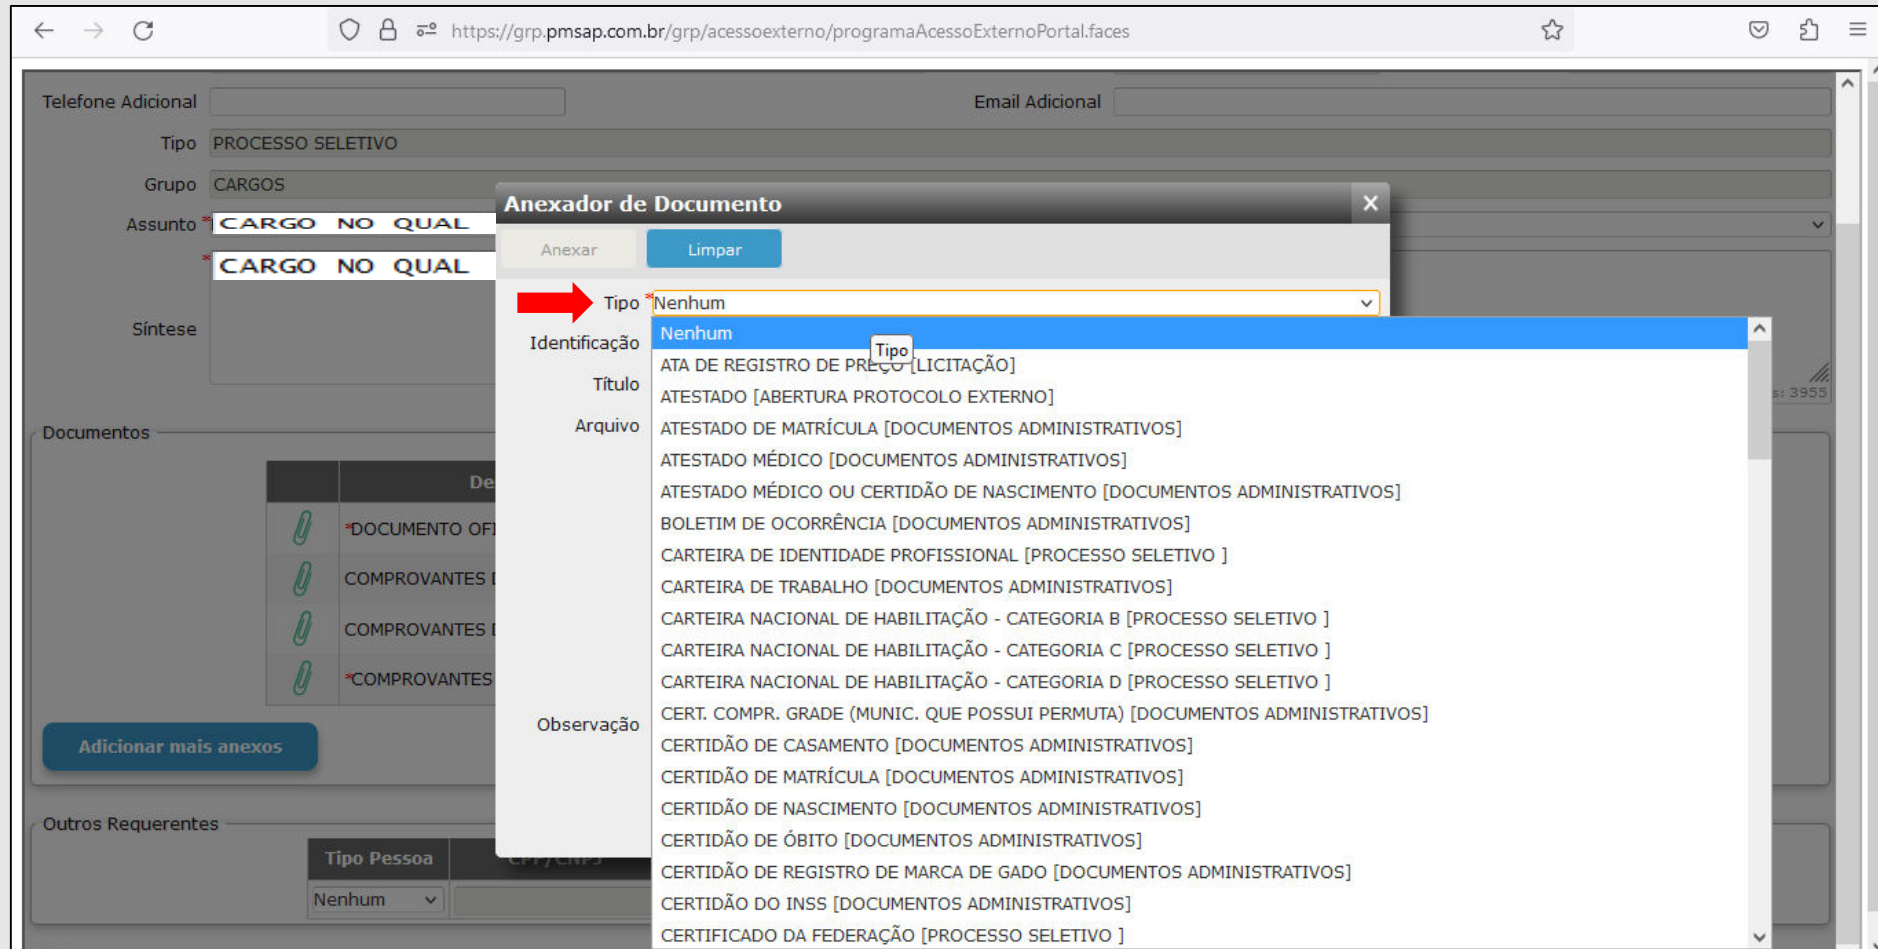 https://grp.pmsap.com.br/grp/acessoexterno/programaAcessoExternoPortal.faces
Telefone Adicional
Email Adicional
Tipo PROCESSO SELETIVO
Grupo CARGOS
Assunto * CARGO NO QUAL
* CARGO NO QUAL
Síntese
s: 3955
Anexador de Documento X
Anexar Limpar
Tipo *Nenhum
Identificação
Título
Arquivo
Observação
Nenhum
Tipo
ATA DE REGISTRO DE PREÇO [LICITAÇÃO]
ATESTADO [ABERTURA PROTOCOLO EXTERNO]
ATESTADO DE MATRÍCULA [DOCUMENTOS ADMINISTRATIVOS]
ATESTADO MÉDICO [DOCUMENTOS ADMINISTRATIVOS]
ATESTADO MÉDICO OU CERTIDÃO DE NASCIMENTO [DOCUMENTOS ADMINISTRATIVOS]
BOLETIM DE OCORRÊNCIA [DOCUMENTOS ADMINISTRATIVOS]
CARTEIRA DE IDENTIDADE PROFISSIONAL [PROCESSO SELETIVO ]
CARTEIRA DE TRABALHO [DOCUMENTOS ADMINISTRATIVOS]
CARTEIRA NACIONAL DE HABILITAÇÃO - CATEGORIA B [PROCESSO SELETIVO ]
CARTEIRA NACIONAL DE HABILITAÇÃO - CATEGORIA C [PROCESSO SELETIVO ]
CARTEIRA NACIONAL DE HABILITAÇÃO - CATEGORIA D [PROCESSO SELETIVO ]
CERT. COMPR. GRADE (MUNIC. QUE POSSUI PERMUTA) [DOCUMENTOS ADMINISTRATIVOS]
CERTIDÃO DE CASAMENTO [DOCUMENTOS ADMINISTRATIVOS]
CERTIDÃO DE MATRÍCULA [DOCUMENTOS ADMINISTRATIVOS]
CERTIDÃO DE NASCIMENTO [DOCUMENTOS ADMINISTRATIVOS]
CERTIDÃO DE ÓBITO [DOCUMENTOS ADMINISTRATIVOS]
CERTIDÃO DE REGISTRO DE MARCA DE GADO [DOCUMENTOS ADMINISTRATIVOS]
CERTIDÃO DO INSS [DOCUMENTOS ADMINISTRATIVOS]
CERTIFICADO DA FEDERAÇÃO [PROCESSO SELETIVO ]
Documentos
De
*DOCUMENTO OFI
COMPROVANTES
COMPROVANTES
*COMPROVANTES
Adicionar mais anexos
Outros Requerentes
Tipo Pessoa CPF/CNPJ
Nenhum